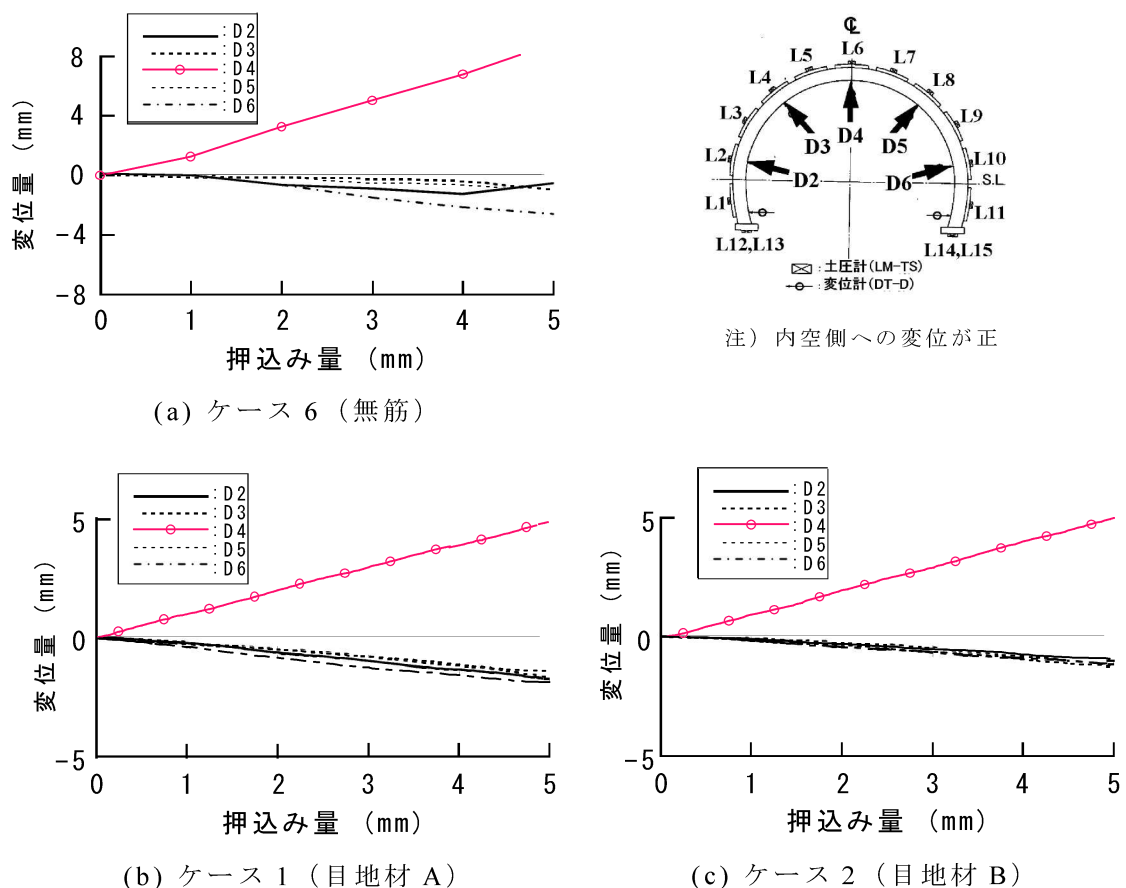 : D2
: D3
: D4
: D5
: D6
8
4
0
-4
-8
変位量 (mm)
0 1 2 3 4 5
押込み量 (mm)
(a) ケース 6 (無筋)
℄
L6
L5 L7
L4 L8
L3 L9
D3 D4 D5
L2 L10
D2 D6 S.L
L1 L11
L12,L13 L14,L15
:土圧計(LM-TS)
:変位計(DT-D)
注) 内空側への変位が正
: D2
: D3
: D4
: D5
: D6
5
0
-5
変位量 (mm)
0 1 2 3 4 5
押込み量 (mm)
(b) ケース 1 (目地材 A)
: D2
: D3
: D4
: D5
: D6
5
0
-5
変位量 (mm)
0 1 2 3 4 5
押込み量 (mm)
(c) ケース 2 (目地材 B)